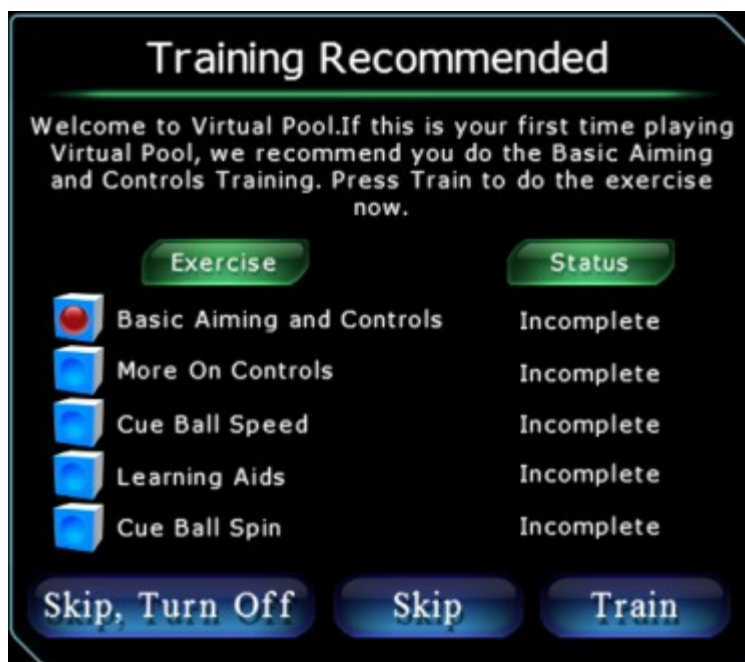 Training Recommended
Welcome to Virtual Pool.If this is your first time playing
Virtual Pool, we recommend you do the Basic Aiming
and Controls Training. Press Train to do the exercise
now.
Exercise Status
Basic Aiming and Controls Incomplete
More On Controls Incomplete
Cue Ball Speed Incomplete
Learning Aids Incomplete
Cue Ball Spin Incomplete
Skip, Turn Off Skip Train